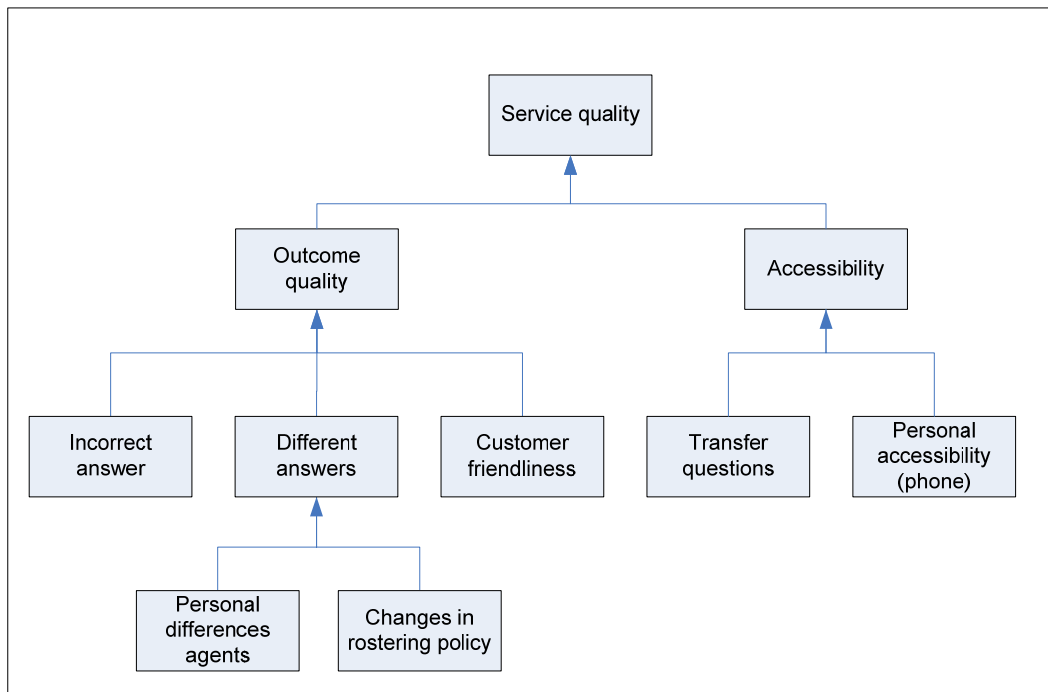 Service quality
Outcome
quality
Accessibility
Incorrect
answer
Different
answers
Customer
friendliness
Transfer
questions
Personal
accessibility
(phone)
Personal
differences
agents
Changes in
rostering policy